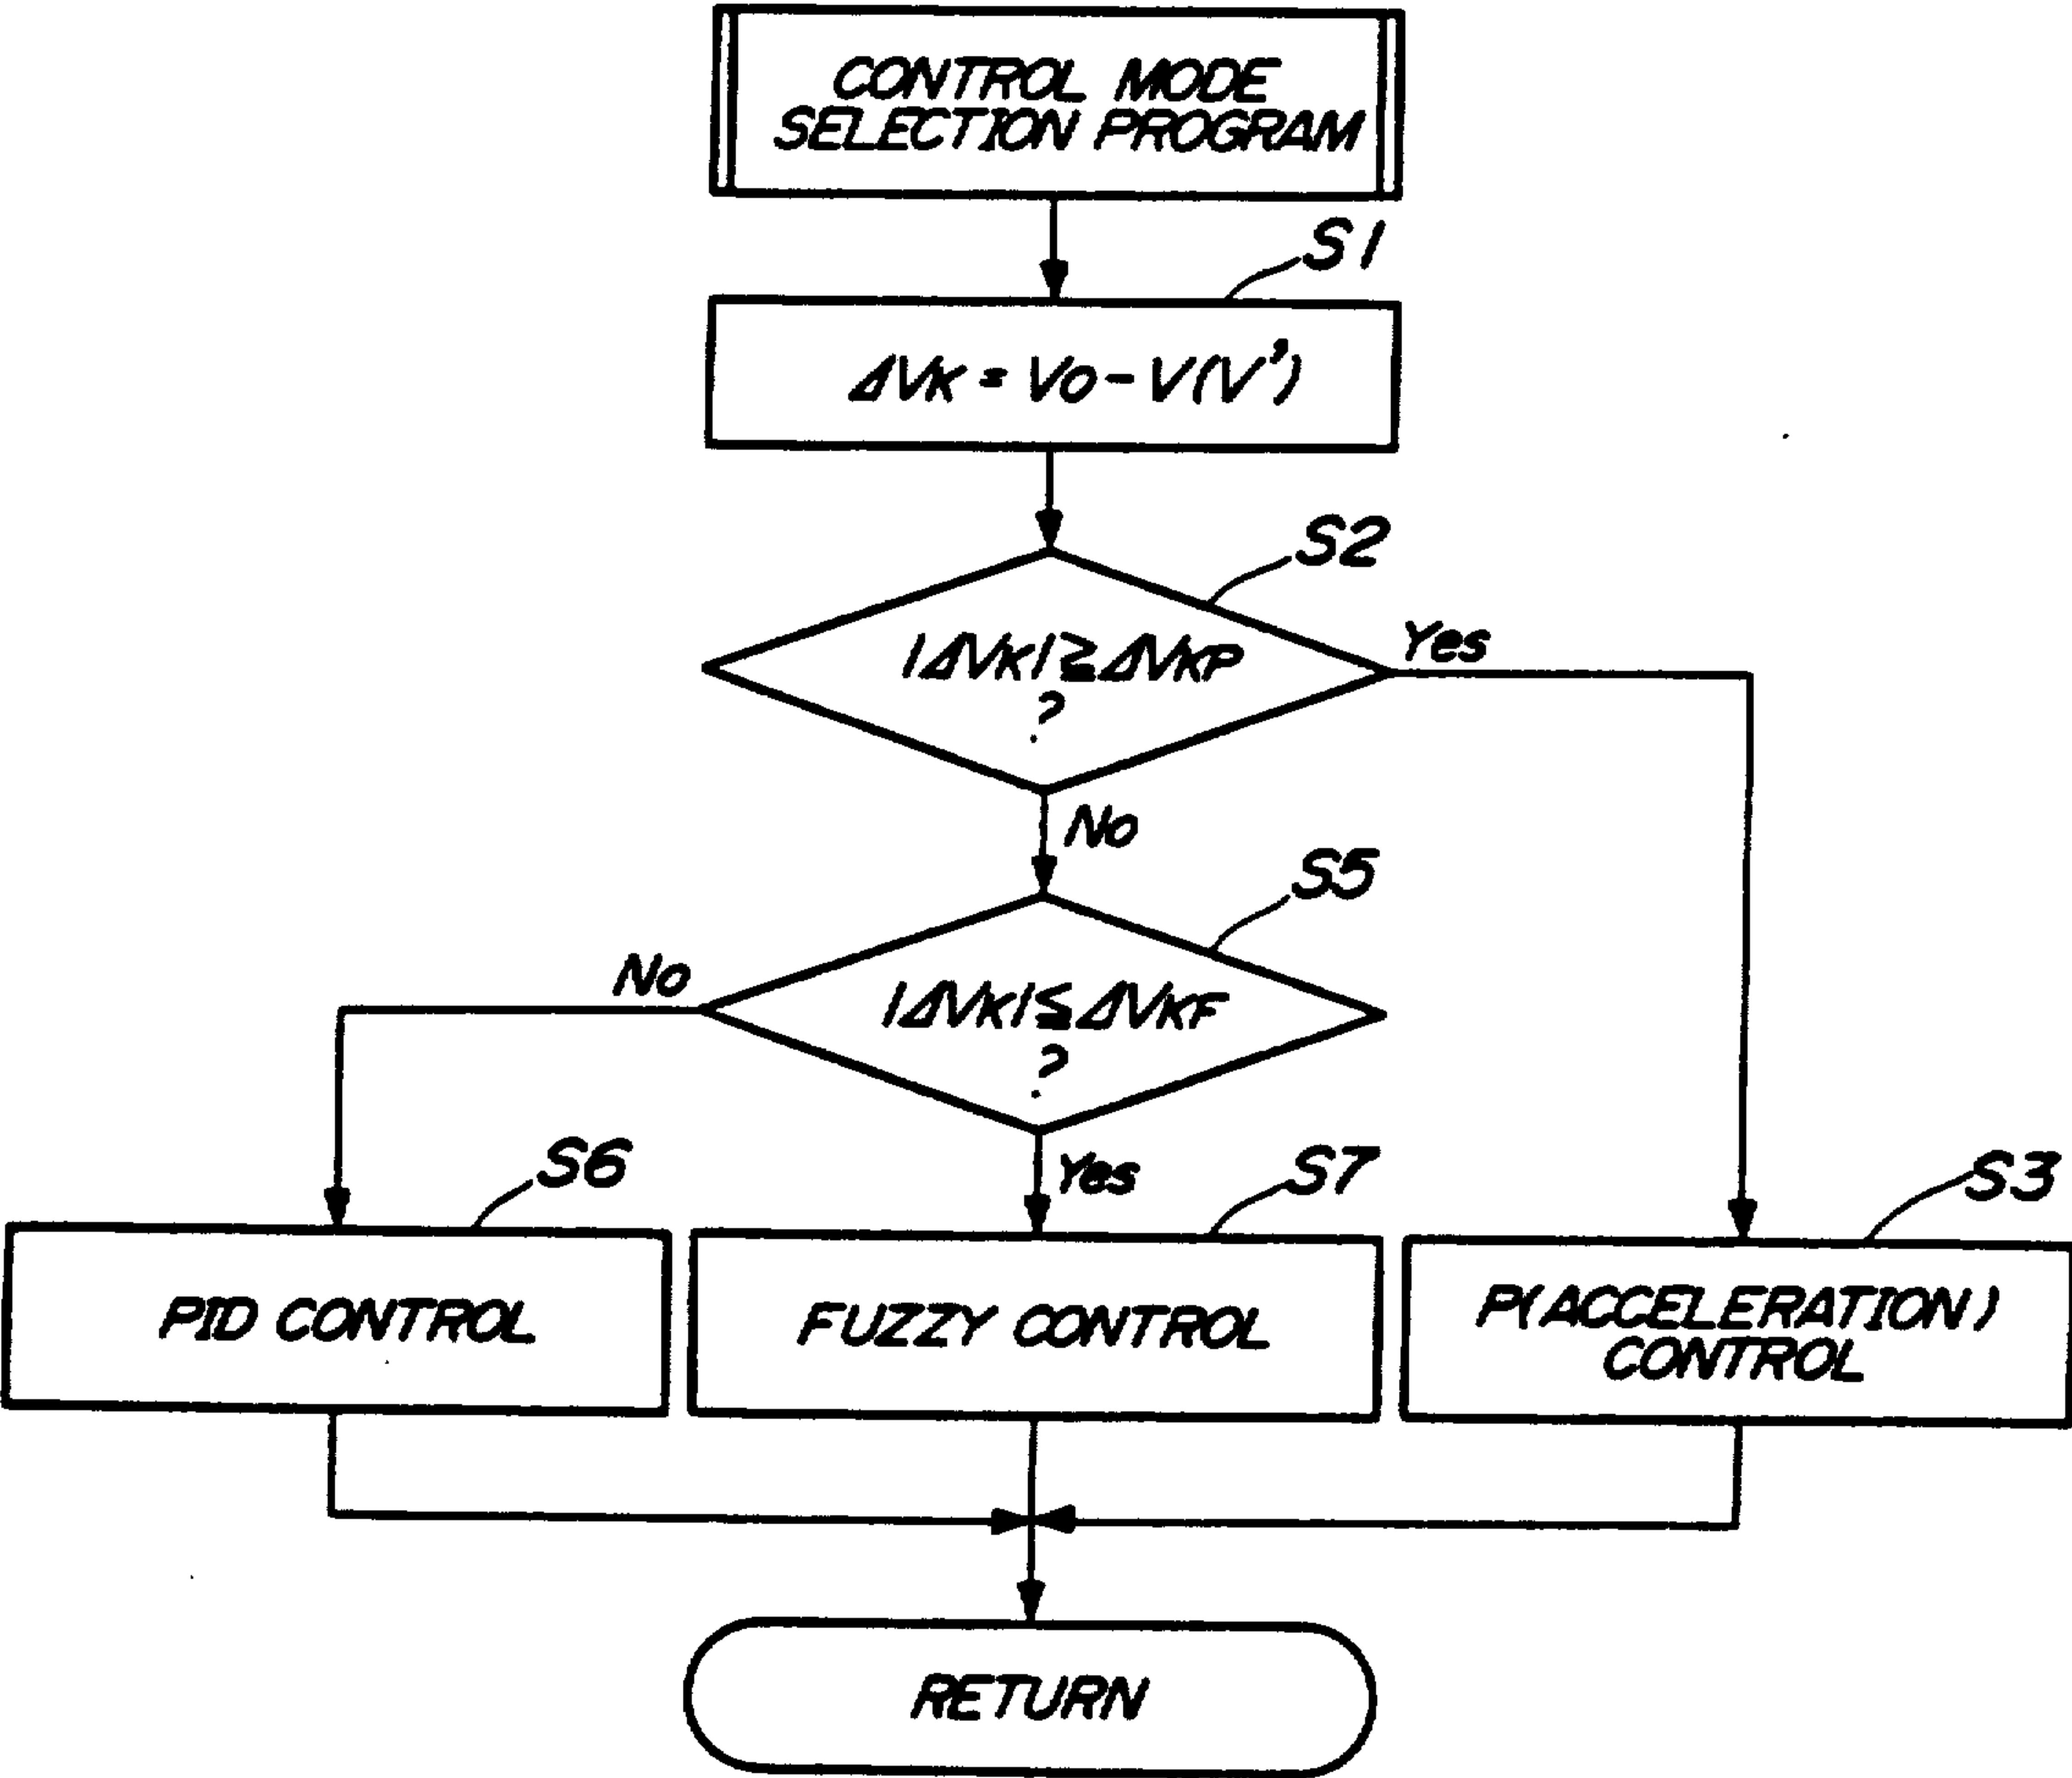 CONTROL MODE
SELECTION PROGRAM
S1
ΔVK = VO - V(V')
S2
|ΔVK| ≧ ΔVKP
?
Yes
No
S5
|ΔVK| ≦ ΔVKF
?
No
Yes
S6
S7
S3
PID CONTROL
FUZZY CONTROL
P(ACCELERATION)
CONTROL
RETURN